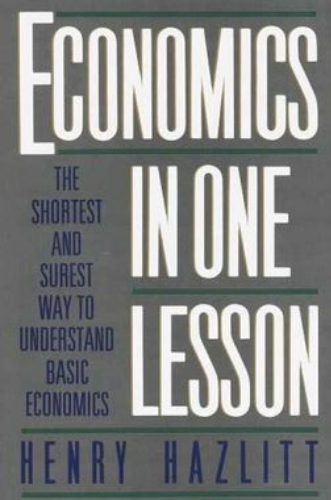 ECONOMICS
IN ONE
LESSON
THE
SHORTEST
AND
SUREST
WAY TO
UNDERSTAND
BASIC
ECONOMICS
HENRY HAZLITT